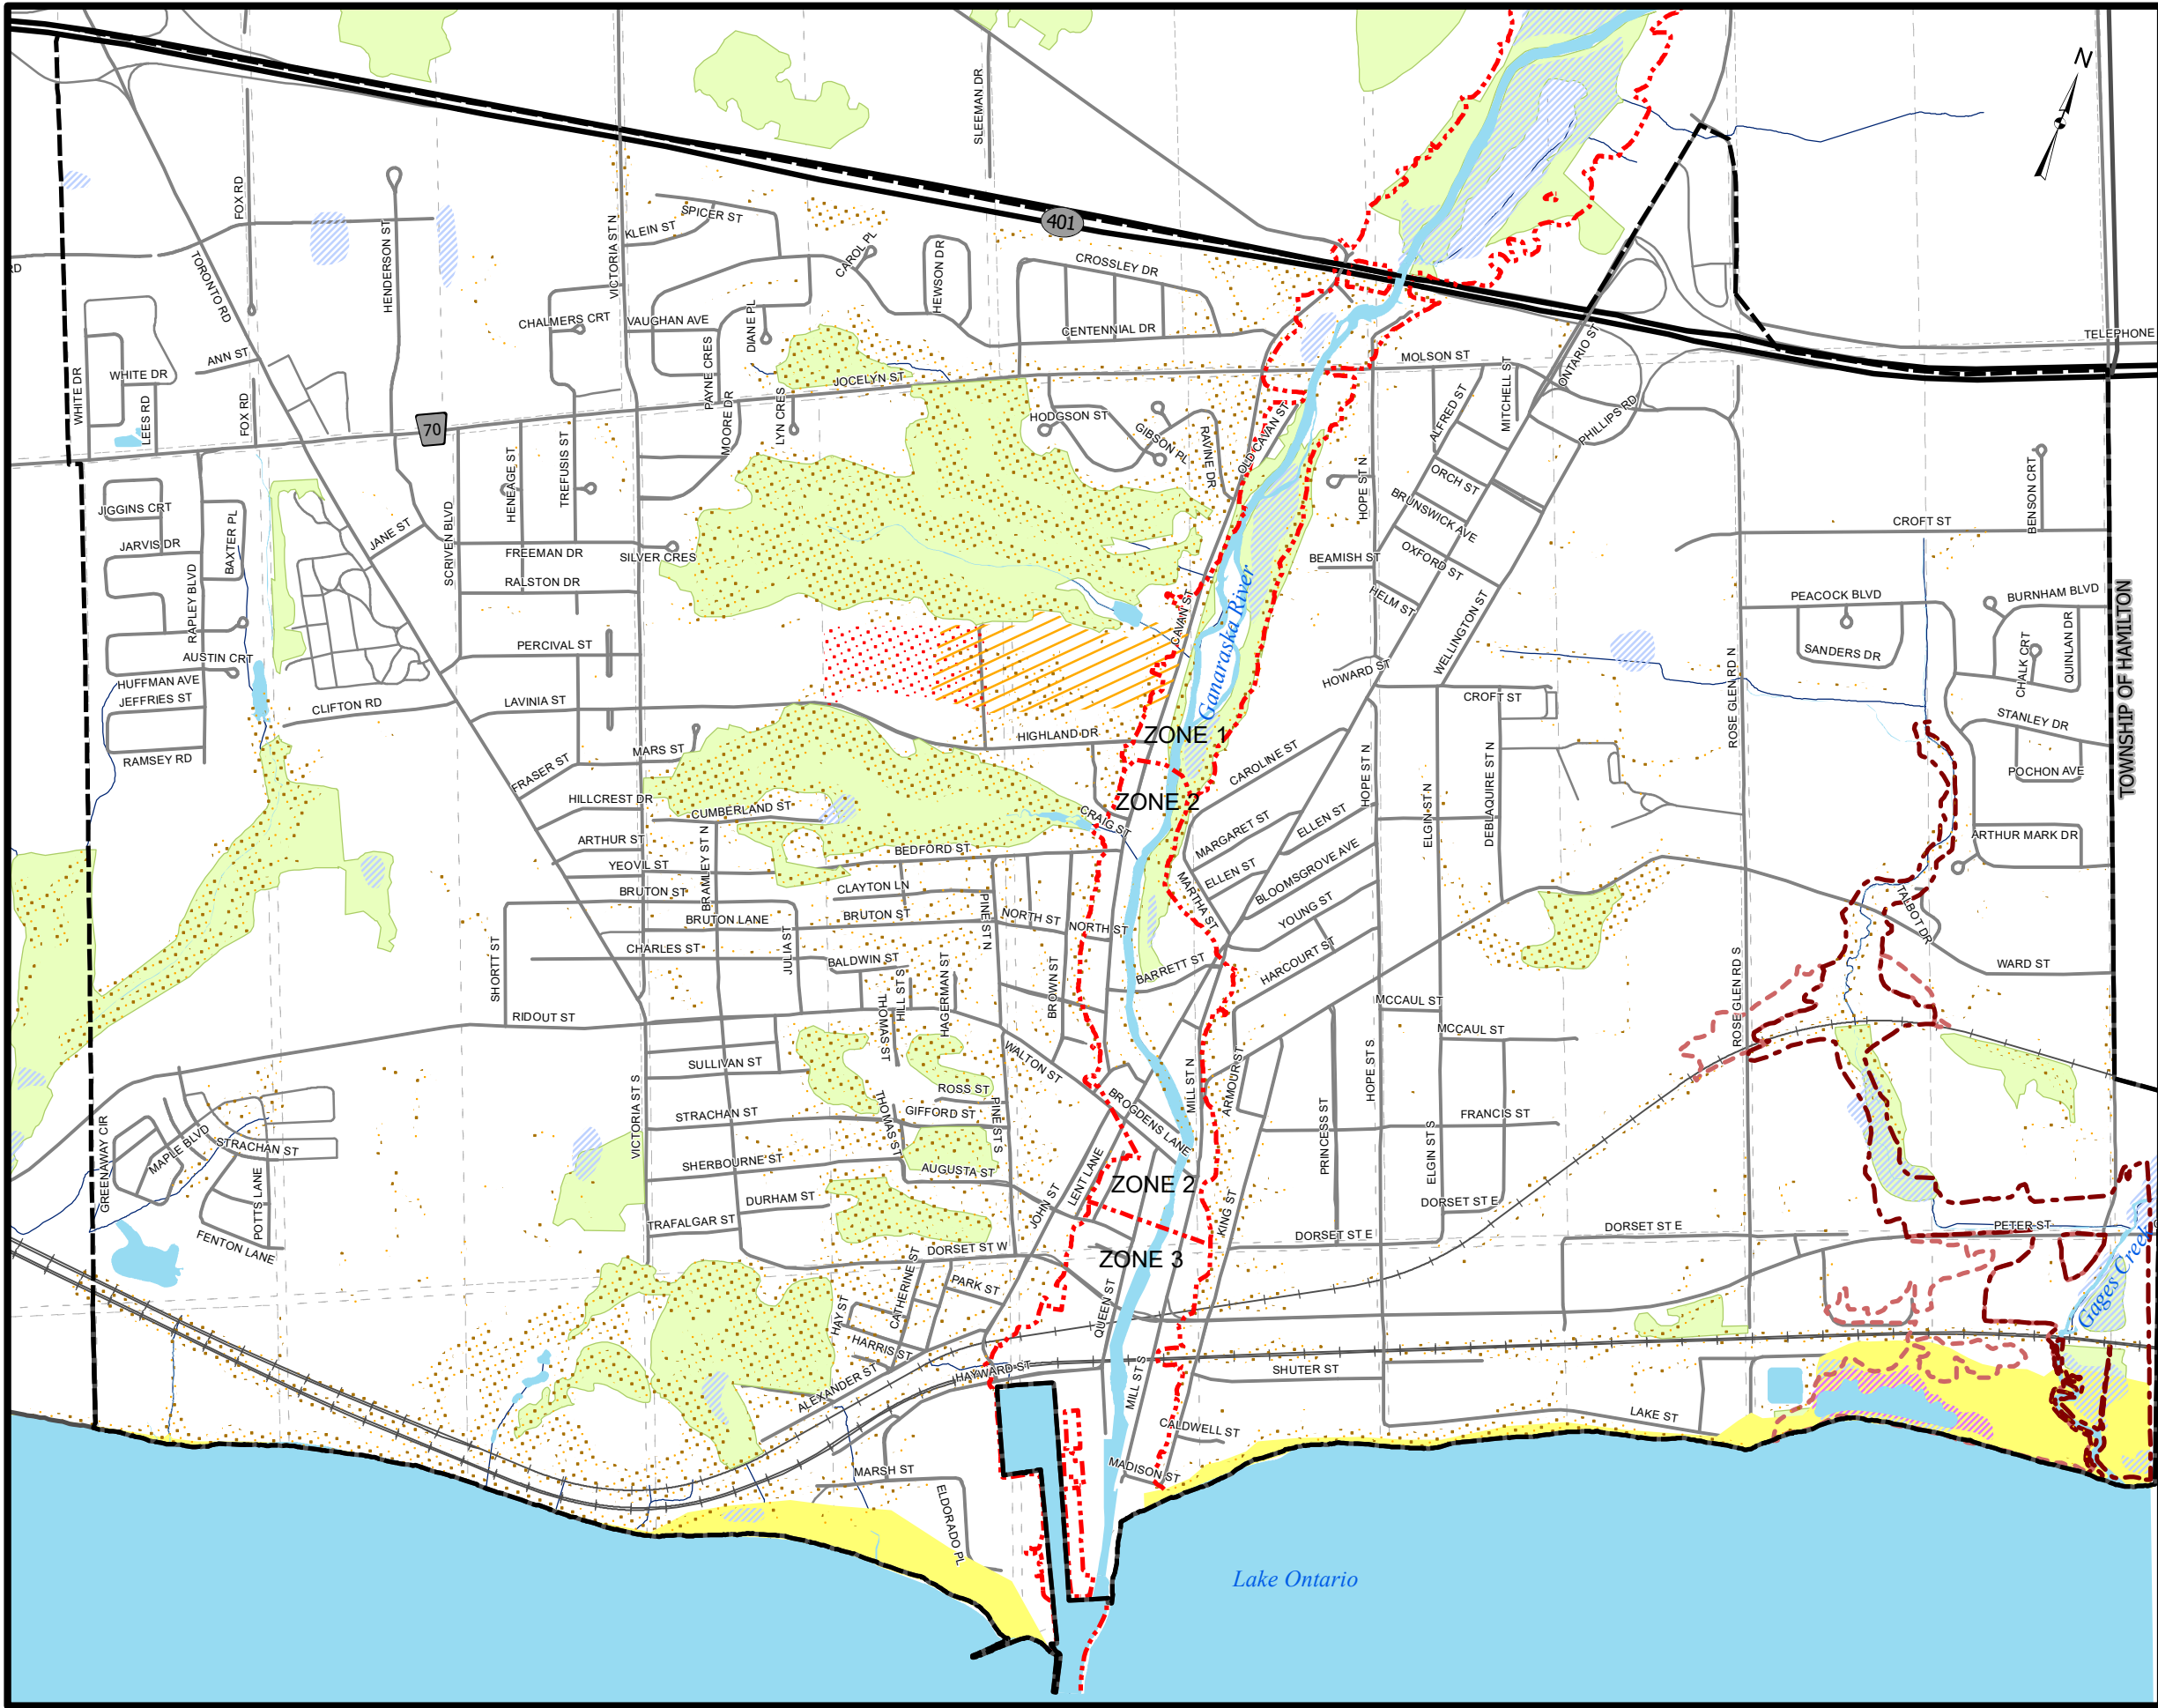 N
SLEEMAN DR
FOX RD
HENDERSON ST
VICTORIA ST N
KLEIN ST
SPICER ST
401
CAROL PL
HEWSON DR
CROSSLEY DR
RD
TORONTO RD
CHALMERS CRT
VAUGHAN AVE
DIANE PL
CENTENNIAL DR
TELEPHONE
ANN ST
WHITE DR
WHITE DR
LEES RD
FOX RD
PAYNE CRES
JOCELYN ST
MOLSON ST
ONTARIO ST
MITCHELL ST
ALFRED ST
PHILLIPS RD
70
MOORE DR
LYN CRES
HODGSON ST
GIBSON PL
RAVINE DR
OLD CAVAN ST
HENEAGE ST
TREFUSIS ST
HOPE ST N
ORCH ST
BRUNSWICK AVE
OXFORD ST
BENSON CRT
CROFT ST
JIGGINS CRT
JARVIS DR
BAXTER PL
RAPLEY BLVD
JANE ST
SCRIVEN BLVD
FREEMAN DR
SILVER CRES
RALSTON DR
BEAMISH ST
HELM ST
CAVAN ST
Ganaraska River
WELLINGTON ST
PEACOCK BLVD
BURNHAM BLVD
SANDERS DR
CHALK CRT
QUINLAN DR
TOWNSHIP OF HAMILTON
PERCIVAL ST
AUSTIN CRT
HUFFMAN AVE
JEFFRIES ST
CLIFTON RD
LAVINIA ST
HOWARD ST
CROFT ST
ROSE GLEN RD N
STANLEY DR
RAMSEY RD
MARS ST
HIGHLAND DR
ZONE 1
CAROLINE ST
POCHON AVE
FRASER ST
HILLCREST DR
CUMBERLAND ST
ZONE 2
CRAIG ST
HOPE ST N
ELGIN ST N
DEBLAQUIRE ST N
ARTHUR MARK DR
ARTHUR ST
BEDFORD ST
MARGARET ST
ELLEN ST
YEOVIL ST
BRAMLEY ST N
CLAYTON LN
ELLEN ST
BLOOMSGROVE AVE
BRUTON ST
BRUTON LANE
BRUTON ST
PINE ST N
NORTH ST
NORTH ST
MARTHA ST
YOUNG ST
TALBOT DR
CHARLES ST
JULIA ST
BALDWIN ST
BARRETT ST
HARCOURT ST
WARD ST
SHORTT ST
THOMAS ST
HILL ST S
HAGERMAN ST
BROWN ST
MCCAUL ST
MCCAUL ST
ROSE GLEN RD S
RIDOUT ST
SULLIVAN ST
WALTON ST
ROSS ST
MILL ST N
ARMOUR ST
HOPE ST S
STRACHAN ST
THOMAS ST
GIFFORD ST
PINE ST S
BROGDENS LANE
FRANCIS ST
GREENAWAY CIR
MAPLE BLVD
STRACHAN ST
VICTORIA ST S
SHERBOURNE ST
AUGUSTA ST
LENT LANE
PRINCESS ST
ELGIN ST S
POTTS LANE
DURHAM ST
JOHN ST
ZONE 2
KING ST
DORSET ST E
TRAFALGAR ST
FENTON LANE
DORSET ST W
ZONE 3
DORSET ST E
DORSET ST E
PETER ST
Gages Creek
CATHERINE ST
PARK ST
HAY ST
HARRIS ST
QUEEN ST
HAYWARD ST
ALEXANDER ST
SHUTER ST
MILL ST S
LAKE ST
CALDWELL ST
MARSH ST
MADISON ST
ELDORADO PL
Lake Ontario